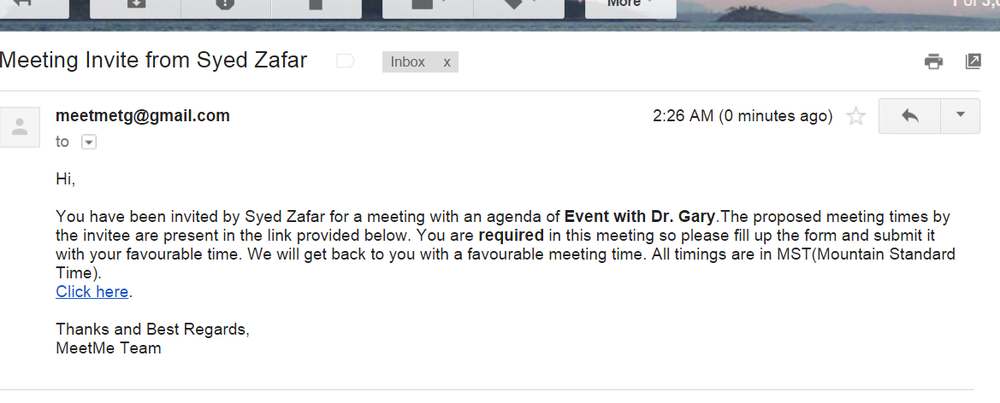 More
Meeting Invite from Syed Zafar
Inbox x
meetmetg@gmail.com
2:26 AM (0 minutes ago)
to
Hi,
You have been invited by Syed Zafar for a meeting with an agenda of Event with Dr. Gary.The proposed meeting times by
the invitee are present in the link provided below. You are required in this meeting so please fill up the form and submit it
with your favourable time. We will get back to you with a favourable meeting time. All timings are in MST(Mountain Standard
Time).
Click here.
Thanks and Best Regards,
MeetMe Team